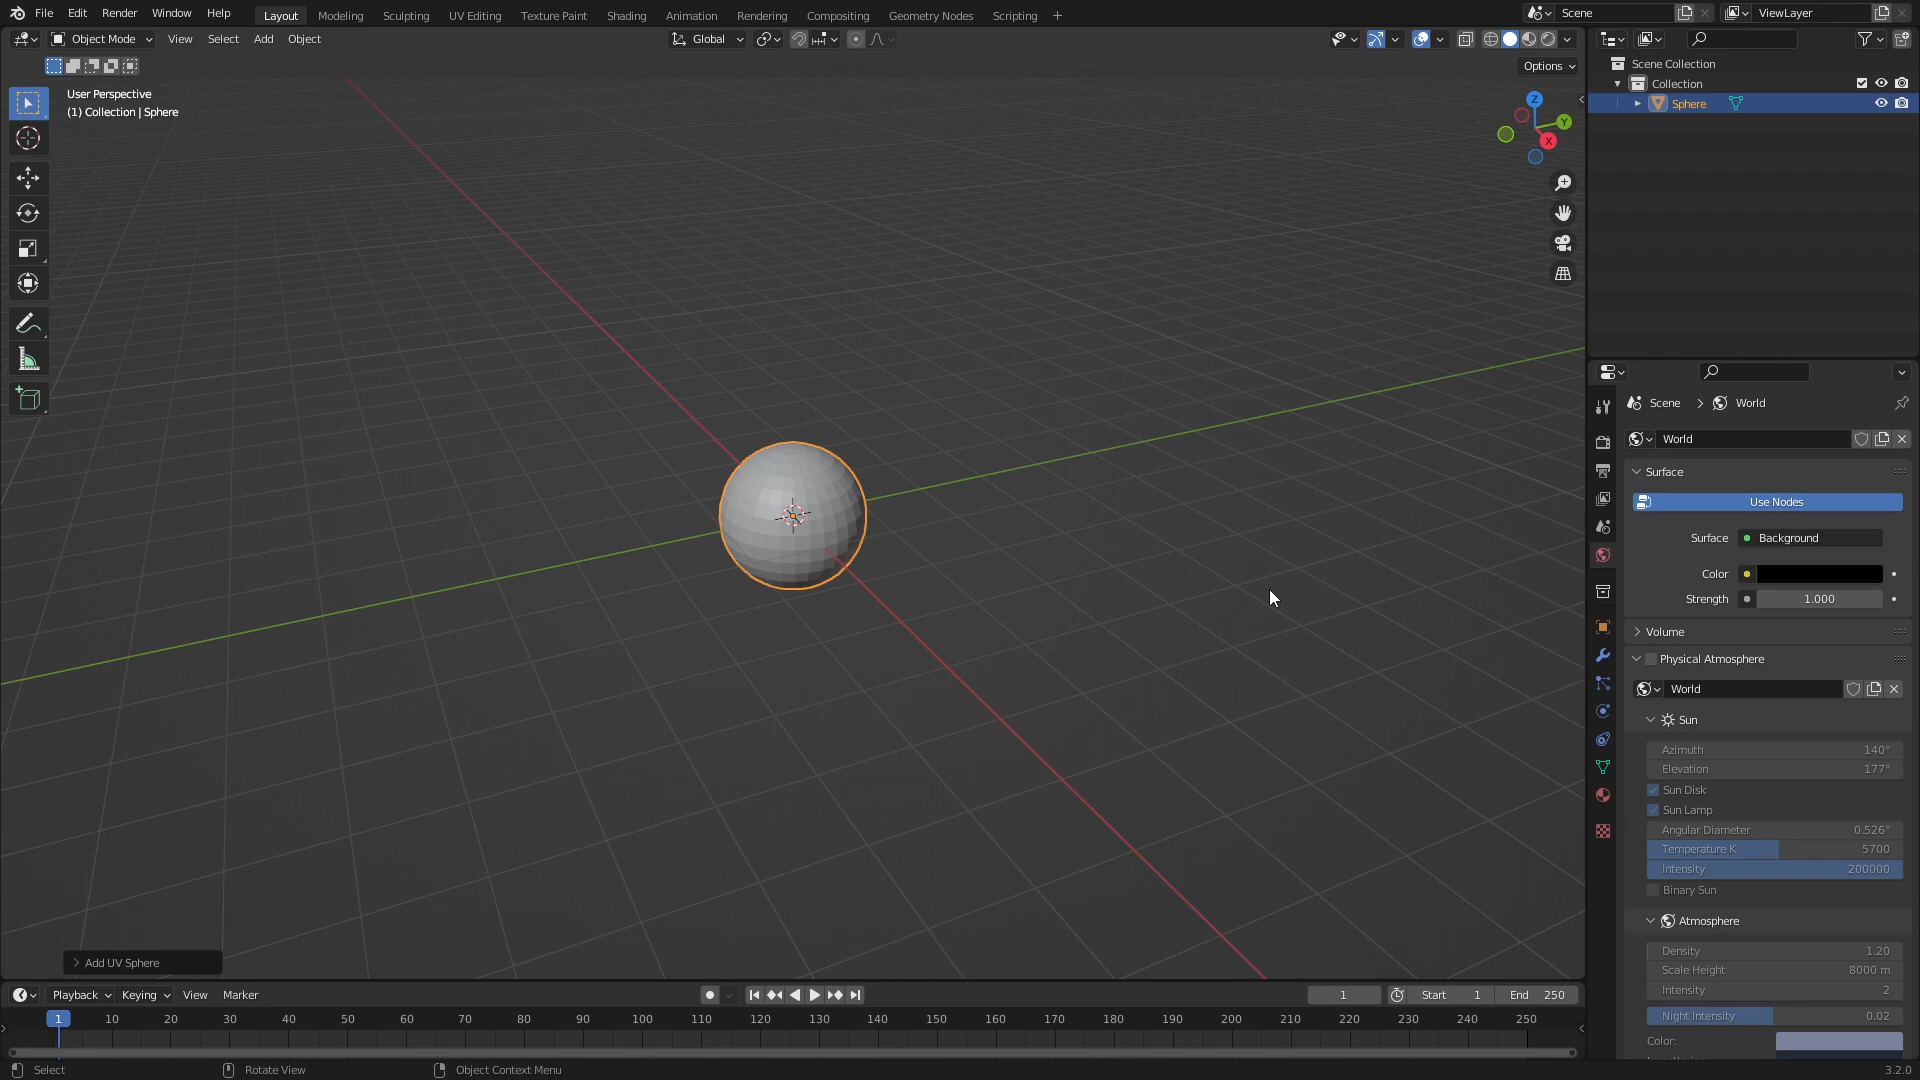 File Edit Render Window Help Layout Modeling Sculpting UV Editing Texture Paint Shading Animation Rendering Compositing Geometry Nodes Scripting + Scene ViewLayer
Object Mode View Select Add Object Global
Options
User Perspective
(1) Collection | Sphere
Z
Y
X
Scene Collection
Collection
Sphere
Scene > World
World
Surface
Use Nodes
Surface Background
Color
Strength 1.000
Volume
Physical Atmosphere
World
Sun
Azimuth 140°
Elevation 177°
Sun Disk
Sun Lamp
Angular Diameter 0.526°
Temperature K 5700
Intensity 200000
Binary Sun
Atmosphere
Density 1.20
Scale Height 8000 m
Intensity 2
Night Intensity 0.02
Color:
Add UV Sphere
Playback Keying View Marker 1 Start 1 End 250
1 10 20 30 40 50 60 70 80 90 100 110 120 130 140 150 160 170 180 190 200 210 220 230 240 250
Select Rotate View Object Context Menu 3.2.0